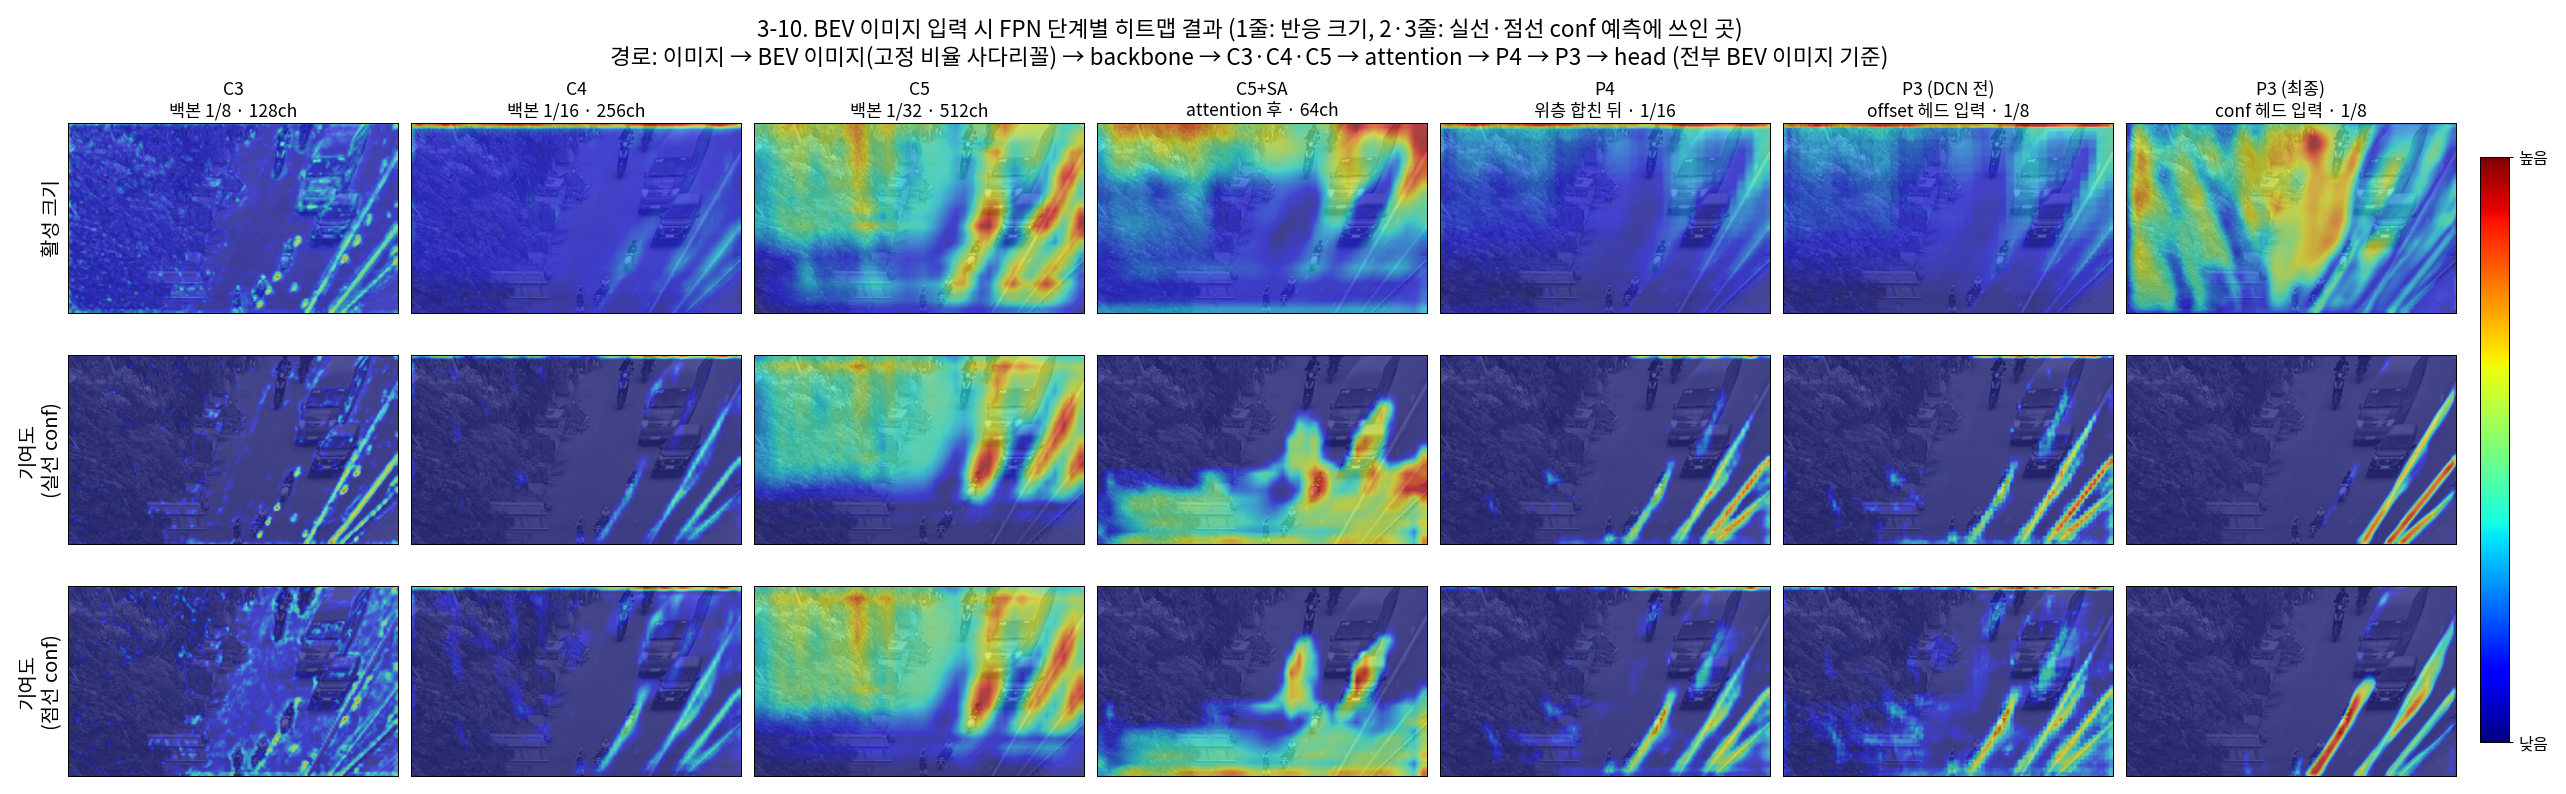 3-10. BEV 이미지 입력 시 FPN 단계별 히트맵 결과 (1줄: 반응 크기, 2·3줄: 실선·점선 conf 예측에 쓰인 곳)
경로: 이미지 → BEV 이미지(고정 비율 사다리꼴) → backbone → C3·C4·C5 → attention → P4 → P3 → head (전부 BEV 이미지 기준)
C3
백본 1/8 · 128ch
C4
백본 1/16 · 256ch
C5
백본 1/32 · 512ch
C5+SA
attention 후 · 64ch
P4
위층 합친 뒤 · 1/16
P3 (DCN 전)
offset 헤드 입력 · 1/8
P3 (최종)
conf 헤드 입력 · 1/8
활성 크기
기여도
(실선 conf)
기여도
(점선 conf)
높음
낮음